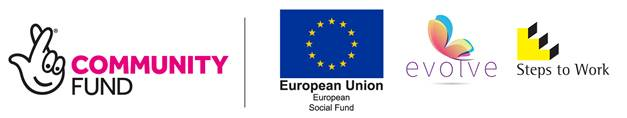 COMMUNITY
FUND
European Union
European
Social Fund
evolve
Steps to Work